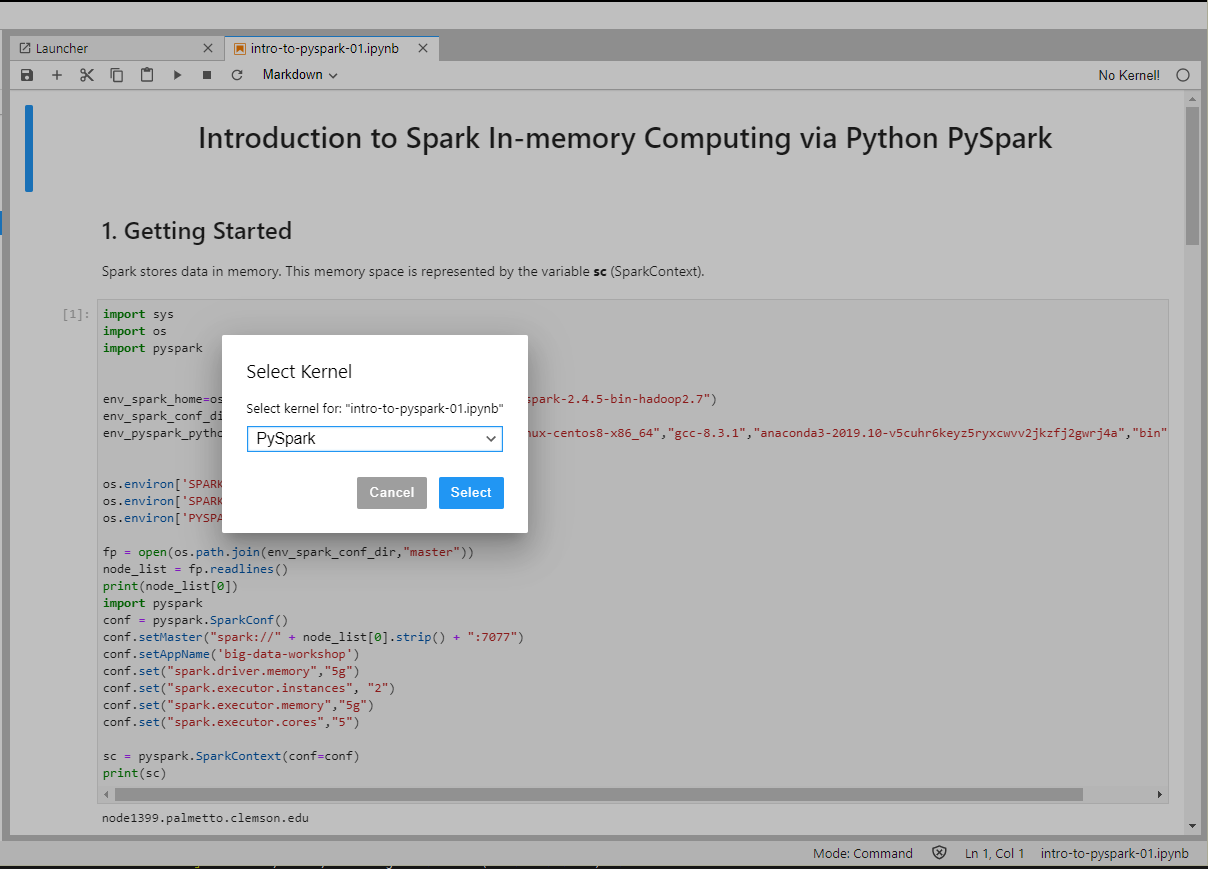 Launcher
intro-to-pyspark-01.ipynb
Markdown
No Kernel!
Introduction to Spark In-memory Computing via Python PySpark
1. Getting Started
Spark stores data in memory. This memory space is represented by the variable sc (SparkContext).
[1]:
import sys
import os
import pyspark
env_spark_home=os
spark-2.4.5-bin-hadoop2.7")
env_spark_conf_di
env_pyspark_pytho
nux-centos8-x86_64","gcc-8.3.1","anaconda3-2019.10-v5cuhr6keyz5ryxcwvv2jkzfj2gwrj4a","bin"
Select Kernel
Select kernel for: "intro-to-pyspark-01.ipynb"
PySpark
Cancel
Select
os.environ['SPARK
os.environ['SPARK
os.environ['PYSPA
fp = open(os.path.join(env_spark_conf_dir,"master"))
node_list = fp.readlines()
print(node_list[0])
import pyspark
conf = pyspark.SparkConf()
conf.setMaster("spark://" + node_list[0].strip() + ":7077")
conf.setAppName('big-data-workshop')
conf.set("spark.driver.memory","5g")
conf.set("spark.executor.instances", "2")
conf.set("spark.executor.memory","5g")
conf.set("spark.executor.cores","5")
sc = pyspark.SparkContext(conf=conf)
print(sc)
node1399.palmetto.clemson.edu
Mode: Command
Ln 1, Col 1
intro-to-pyspark-01.ipynb